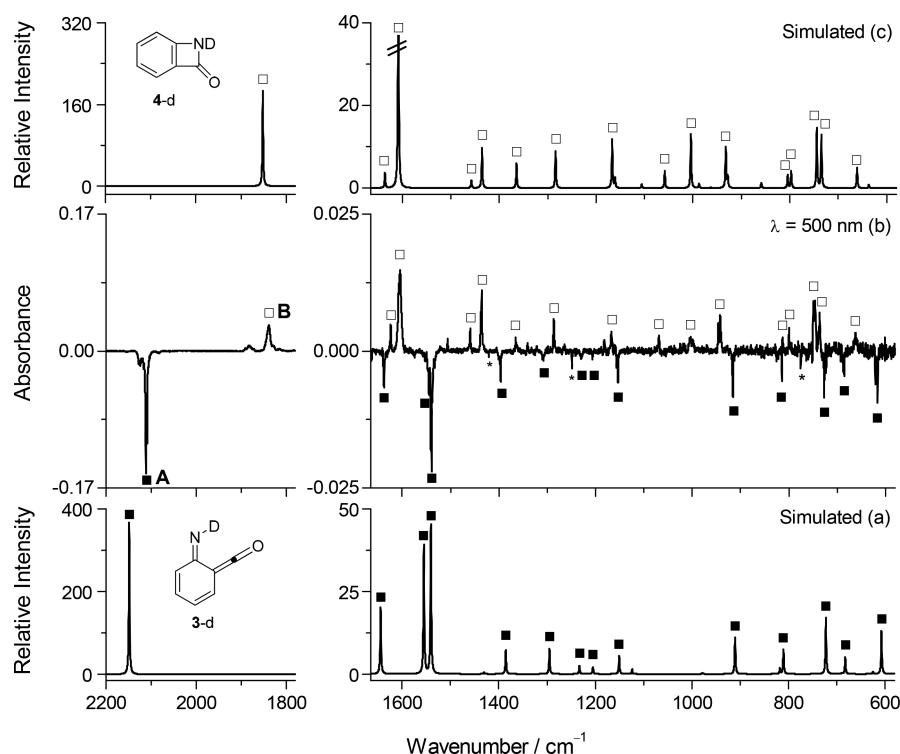 320
160
0
Relative Intensity
ND
O
4-d
40
20
0
Simulated (c)
0.17
0.00
-0.17
Absorbance
B
A
0.025
0.000
-0.025
λ = 500 nm (b)
*
*
*
400
200
0
Relative Intensity
N
D
O
3-d
50
25
0
Simulated (a)
2200 2000 1800 1600 1400 1200 1000 800 600
Wavenumber / cm⁻¹